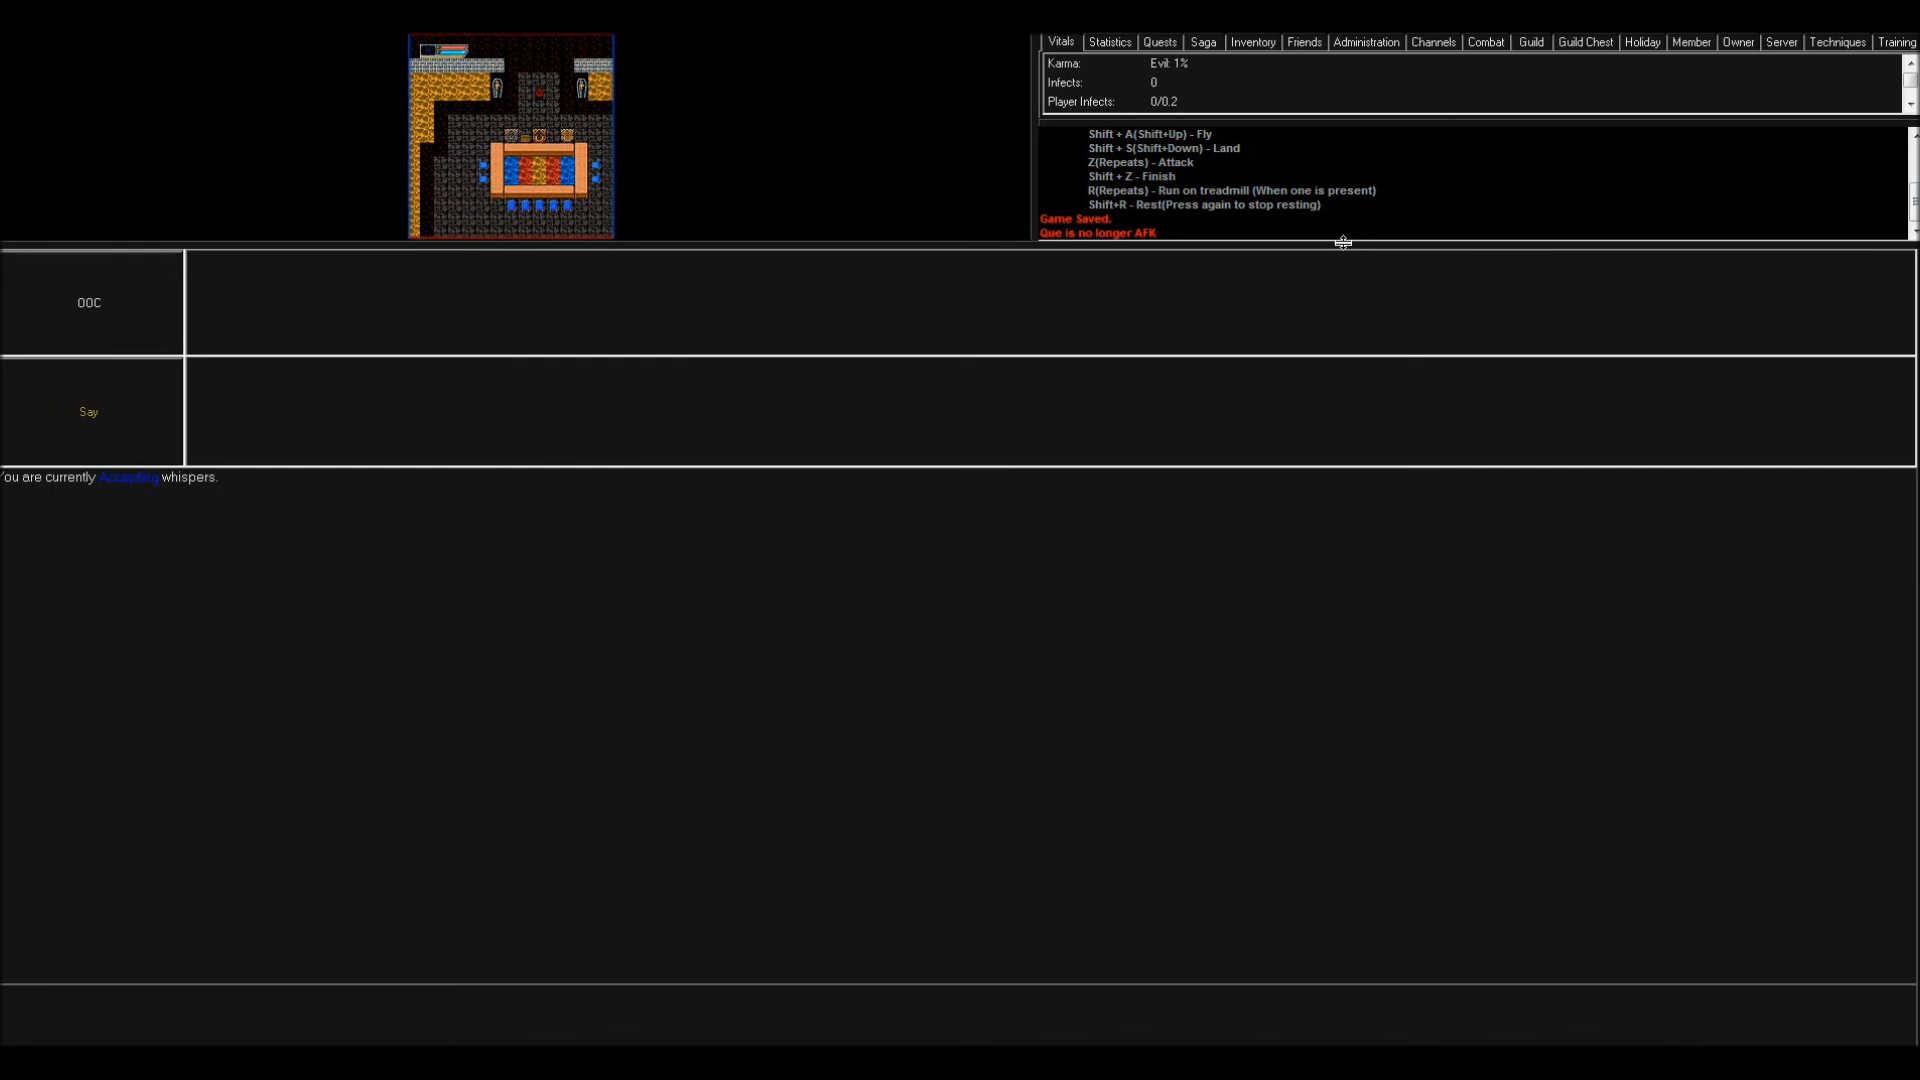 Vitals Statistics Quests Saga Inventory Friends Administration Channels Combat Guild Guild Chest Holiday Member Owner Server Techniques Training
Karma: Evil: 1%
Infects: 0
Player Infects: 0/0.2
Shift + A(Shift+Up) - Fly
Shift + S(Shift+Down) - Land
Z(Repeats) - Attack
Shift + Z - Finish
R(Repeats) - Run on treadmill (When one is present)
Shift+R - Rest(Press again to stop resting)
Game Saved.
Que is no longer AFK
OOC
Say
You are currently Accepting whispers.